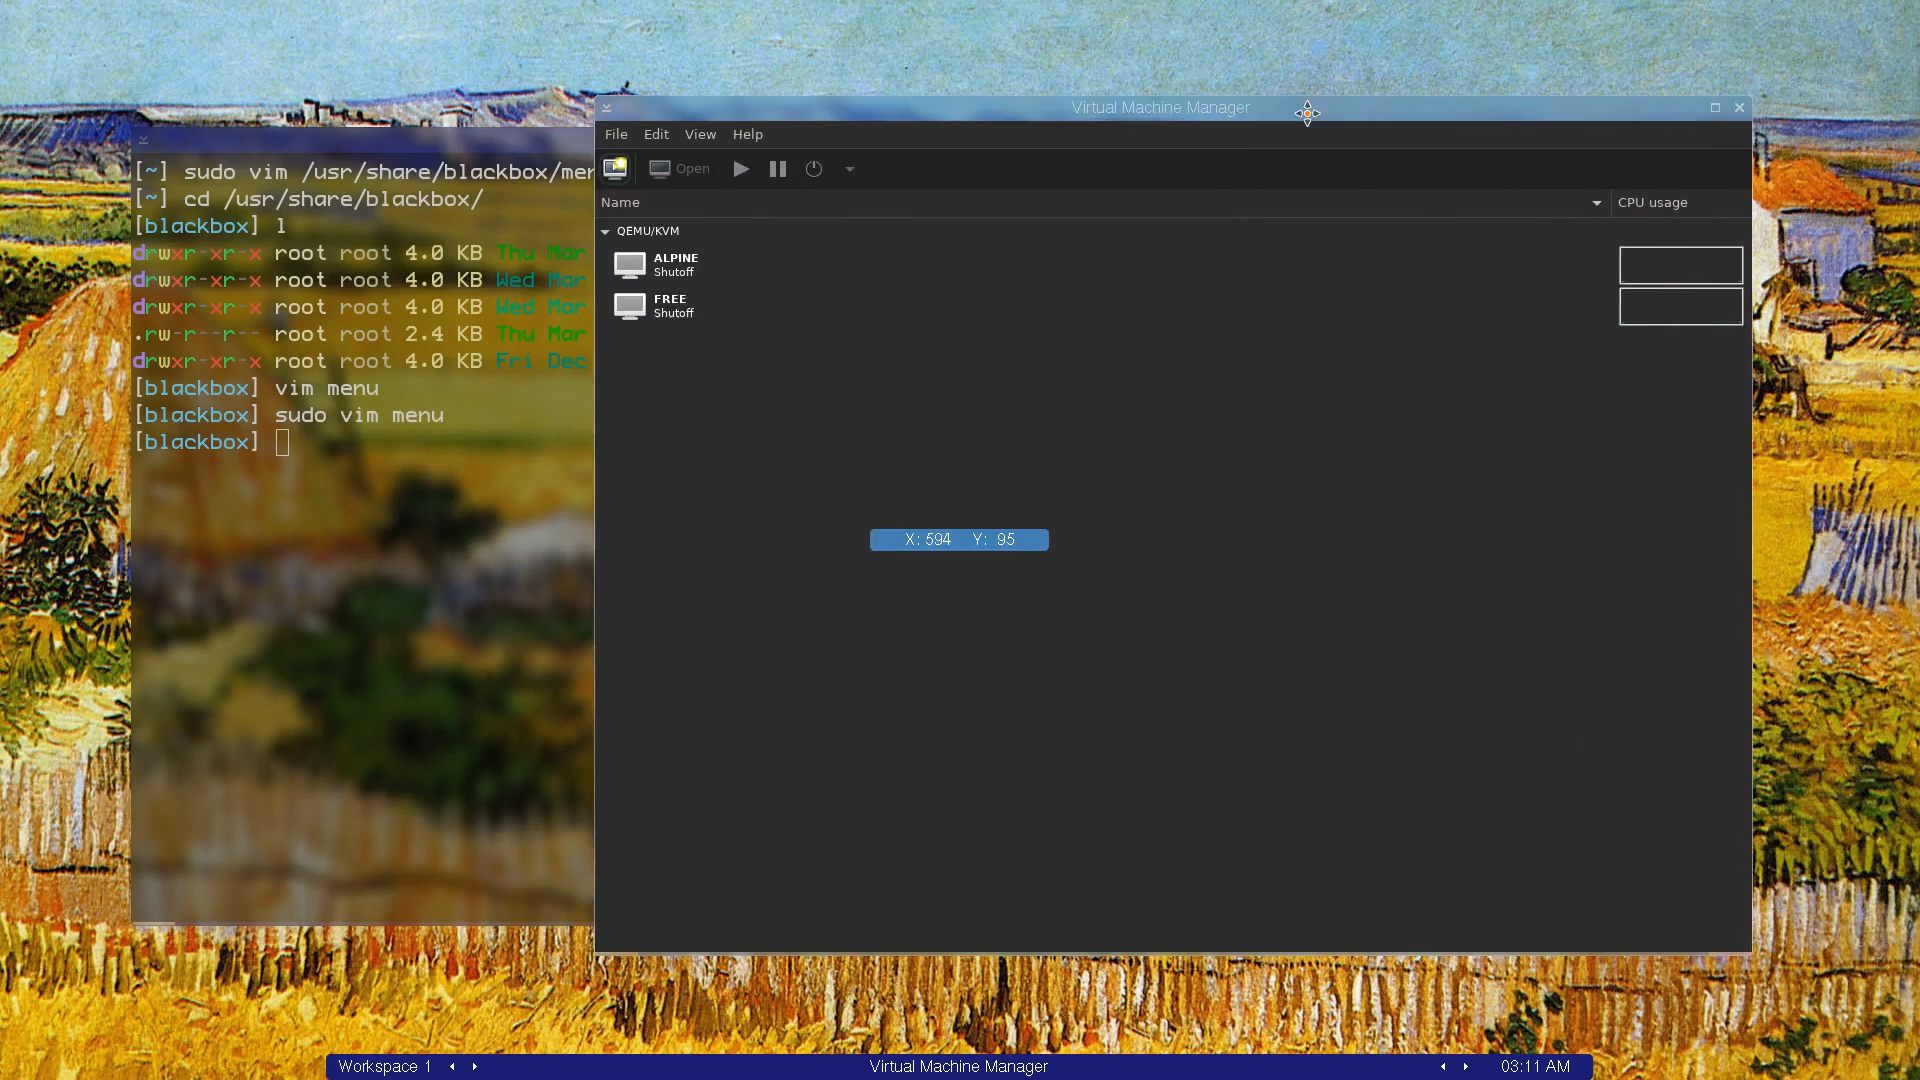 Virtual Machine Manager
File Edit View Help
Open
Name CPU usage
QEMU/KVM
ALPINE
Shutoff
FREE
Shutoff
X: 594 Y: 95
[~] sudo vim /usr/share/blackbox/mer
[~] cd /usr/share/blackbox/
[blackbox] l
drwxr-xr-x root root 4.0 KB Thu Mar
drwxr-xr-x root root 4.0 KB Wed Mar
drwxr-xr-x root root 4.0 KB Wed Mar
.rw-r--r-- root root 2.4 KB Thu Mar
drwxr-xr-x root root 4.0 KB Fri Dec
[blackbox] vim menu
[blackbox] sudo vim menu
[blackbox]
Workspace 1 Virtual Machine Manager 03:11 AM